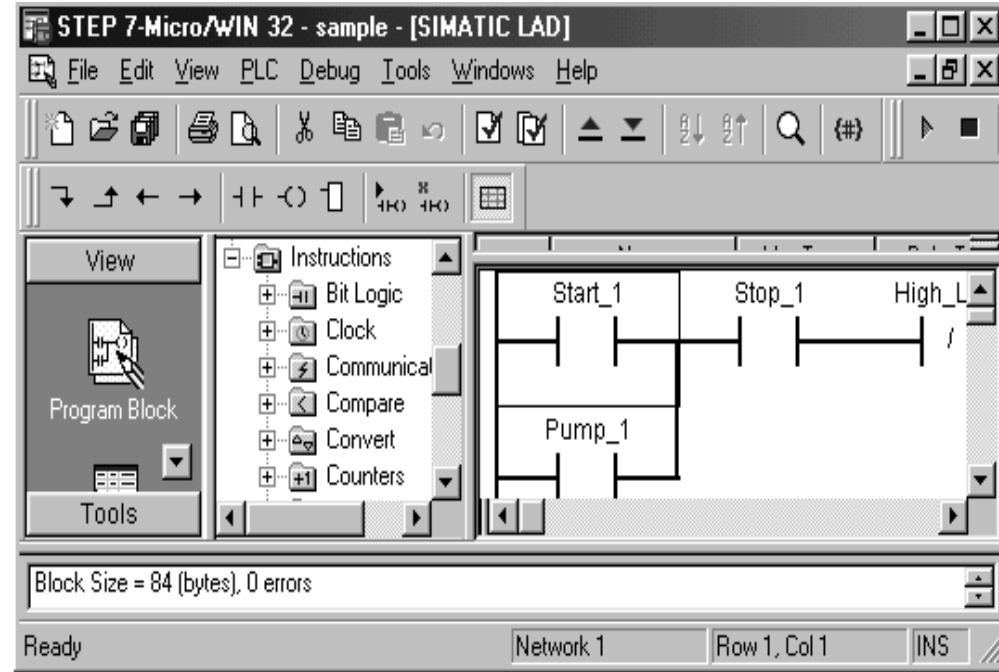 STEP 7-Micro/WIN 32 - sample - [SIMATIC LAD]
File Edit View PLC Debug Tools Windows Help
View
Program Block
Tools
Instructions
Bit Logic
Clock
Communicat
Compare
Convert
Counters
Start_1 Stop_1 High_L
Pump_1
Block Size = 84 (bytes), 0 errors
Ready Network 1 Row 1, Col 1 INS